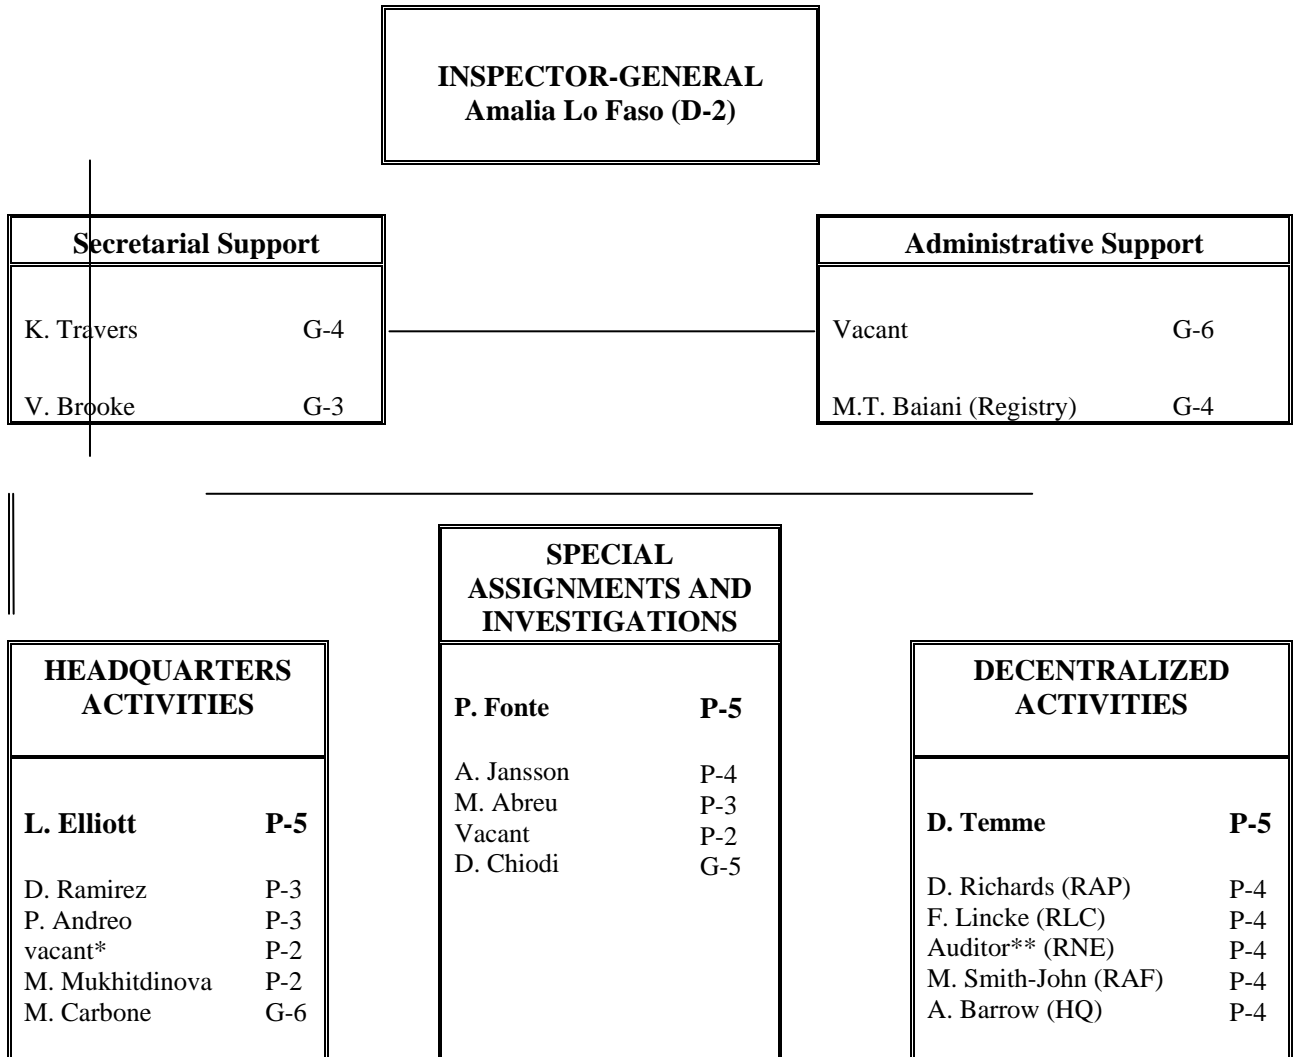 INSPECTOR-GENERAL
Amalia Lo Faso (D-2)
Secretarial Support
K. Travers G-4
V. Brooke G-3
Administrative Support
Vacant G-6
M.T. Baiani (Registry) G-4
SPECIAL
ASSIGNMENTS AND
INVESTIGATIONS
P. Fonte P-5
A. Jansson P-4
M. Abreu P-3
Vacant P-2
D. Chiodi G-5
HEADQUARTERS
ACTIVITIES
L. Elliott P-5
D. Ramirez P-3
P. Andreo P-3
vacant* P-2
M. Mukhitdinova P-2
M. Carbone G-6
DECENTRALIZED
ACTIVITIES
D. Temme P-5
D. Richards (RAP) P-4
F. Lincke (RLC) P-4
Auditor** (RNE) P-4
M. Smith-John (RAF) P-4
A. Barrow (HQ) P-4